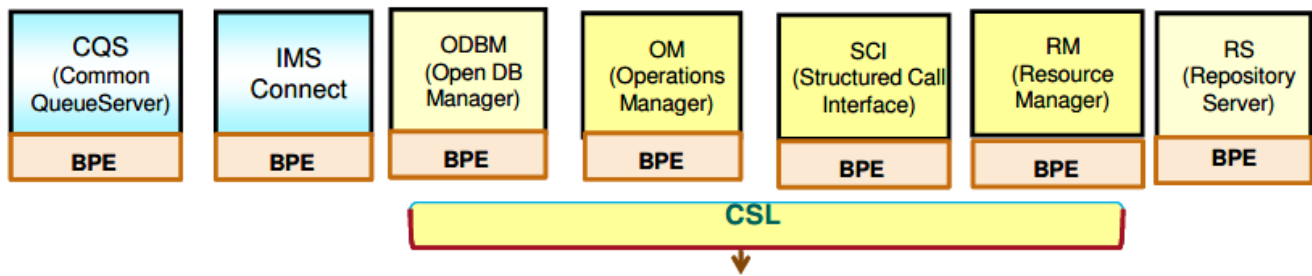 CQS
(Common
QueueServer)
BPE
IMS
Connect
BPE
ODBM
(Open DB
Manager)
BPE
OM
(Operations
Manager)
BPE
SCI
(Structured Call
Interface)
BPE
RM
(Resource
Manager)
BPE
RS
(Repository
Server)
BPE
CSL